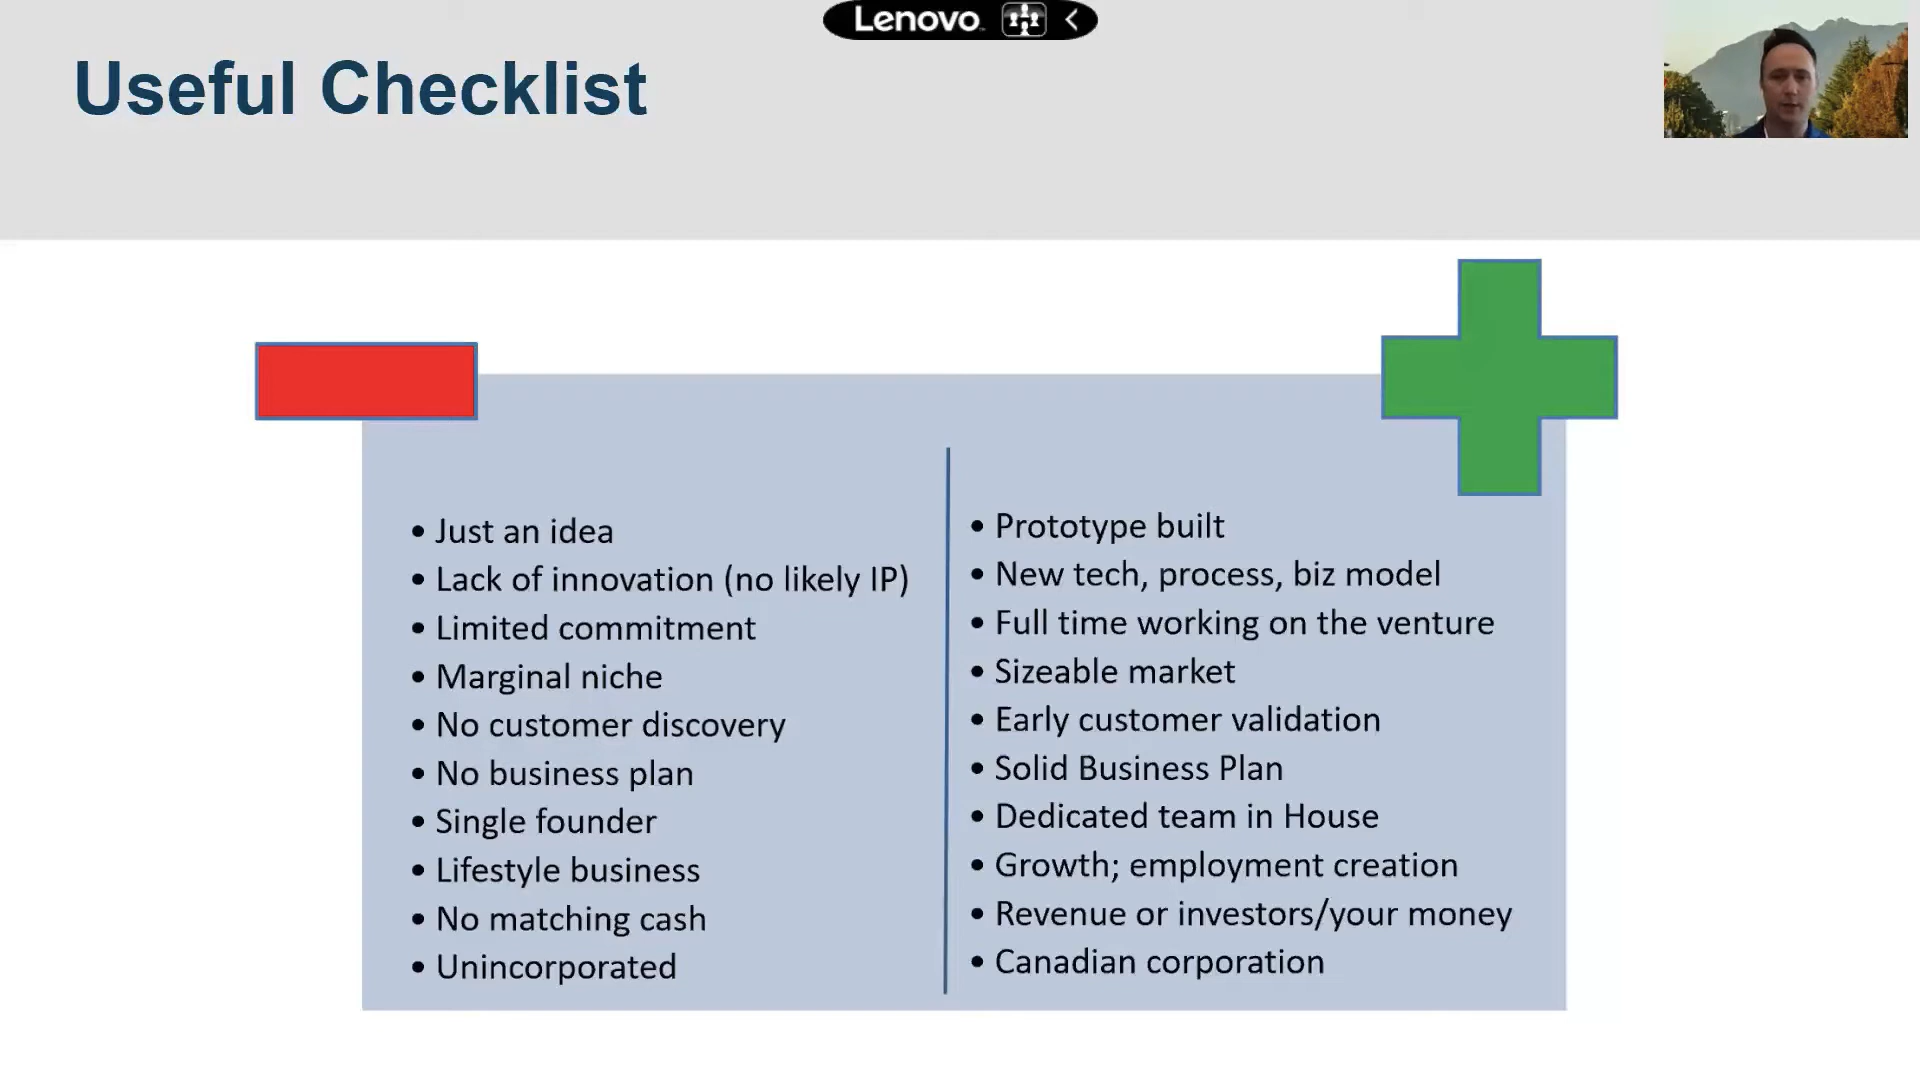 Lenovo
Useful Checklist
• Just an idea
• Lack of innovation (no likely IP)
• Limited commitment
• Marginal niche
• No customer discovery
• No business plan
• Single founder
• Lifestyle business
• No matching cash
• Unincorporated
• Prototype built
• New tech, process, biz model
• Full time working on the venture
• Sizeable market
• Early customer validation
• Solid Business Plan
• Dedicated team in House
• Growth; employment creation
• Revenue or investors/your money
• Canadian corporation